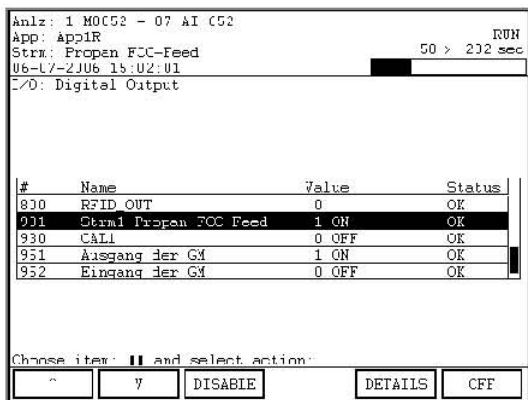 Anlz: 1 MOC52 - 07 AI C52
App: App1R RUN
Strm: Propan FCC-Feed 50 > 202 sec
06-07-2006 15:02:01
I/O: Digital Output
# Name Value Status
800 RFID_OUT 0 OK
901 Strm1 Propan FCC Feed 1 ON OK
930 CAL1 0 OFF OK
951 Ausgang der GM 1 ON OK
952 Eingang der GM 0 OFF OK
Choose item: and select action:
^ V DISABLE DETAILS OFF